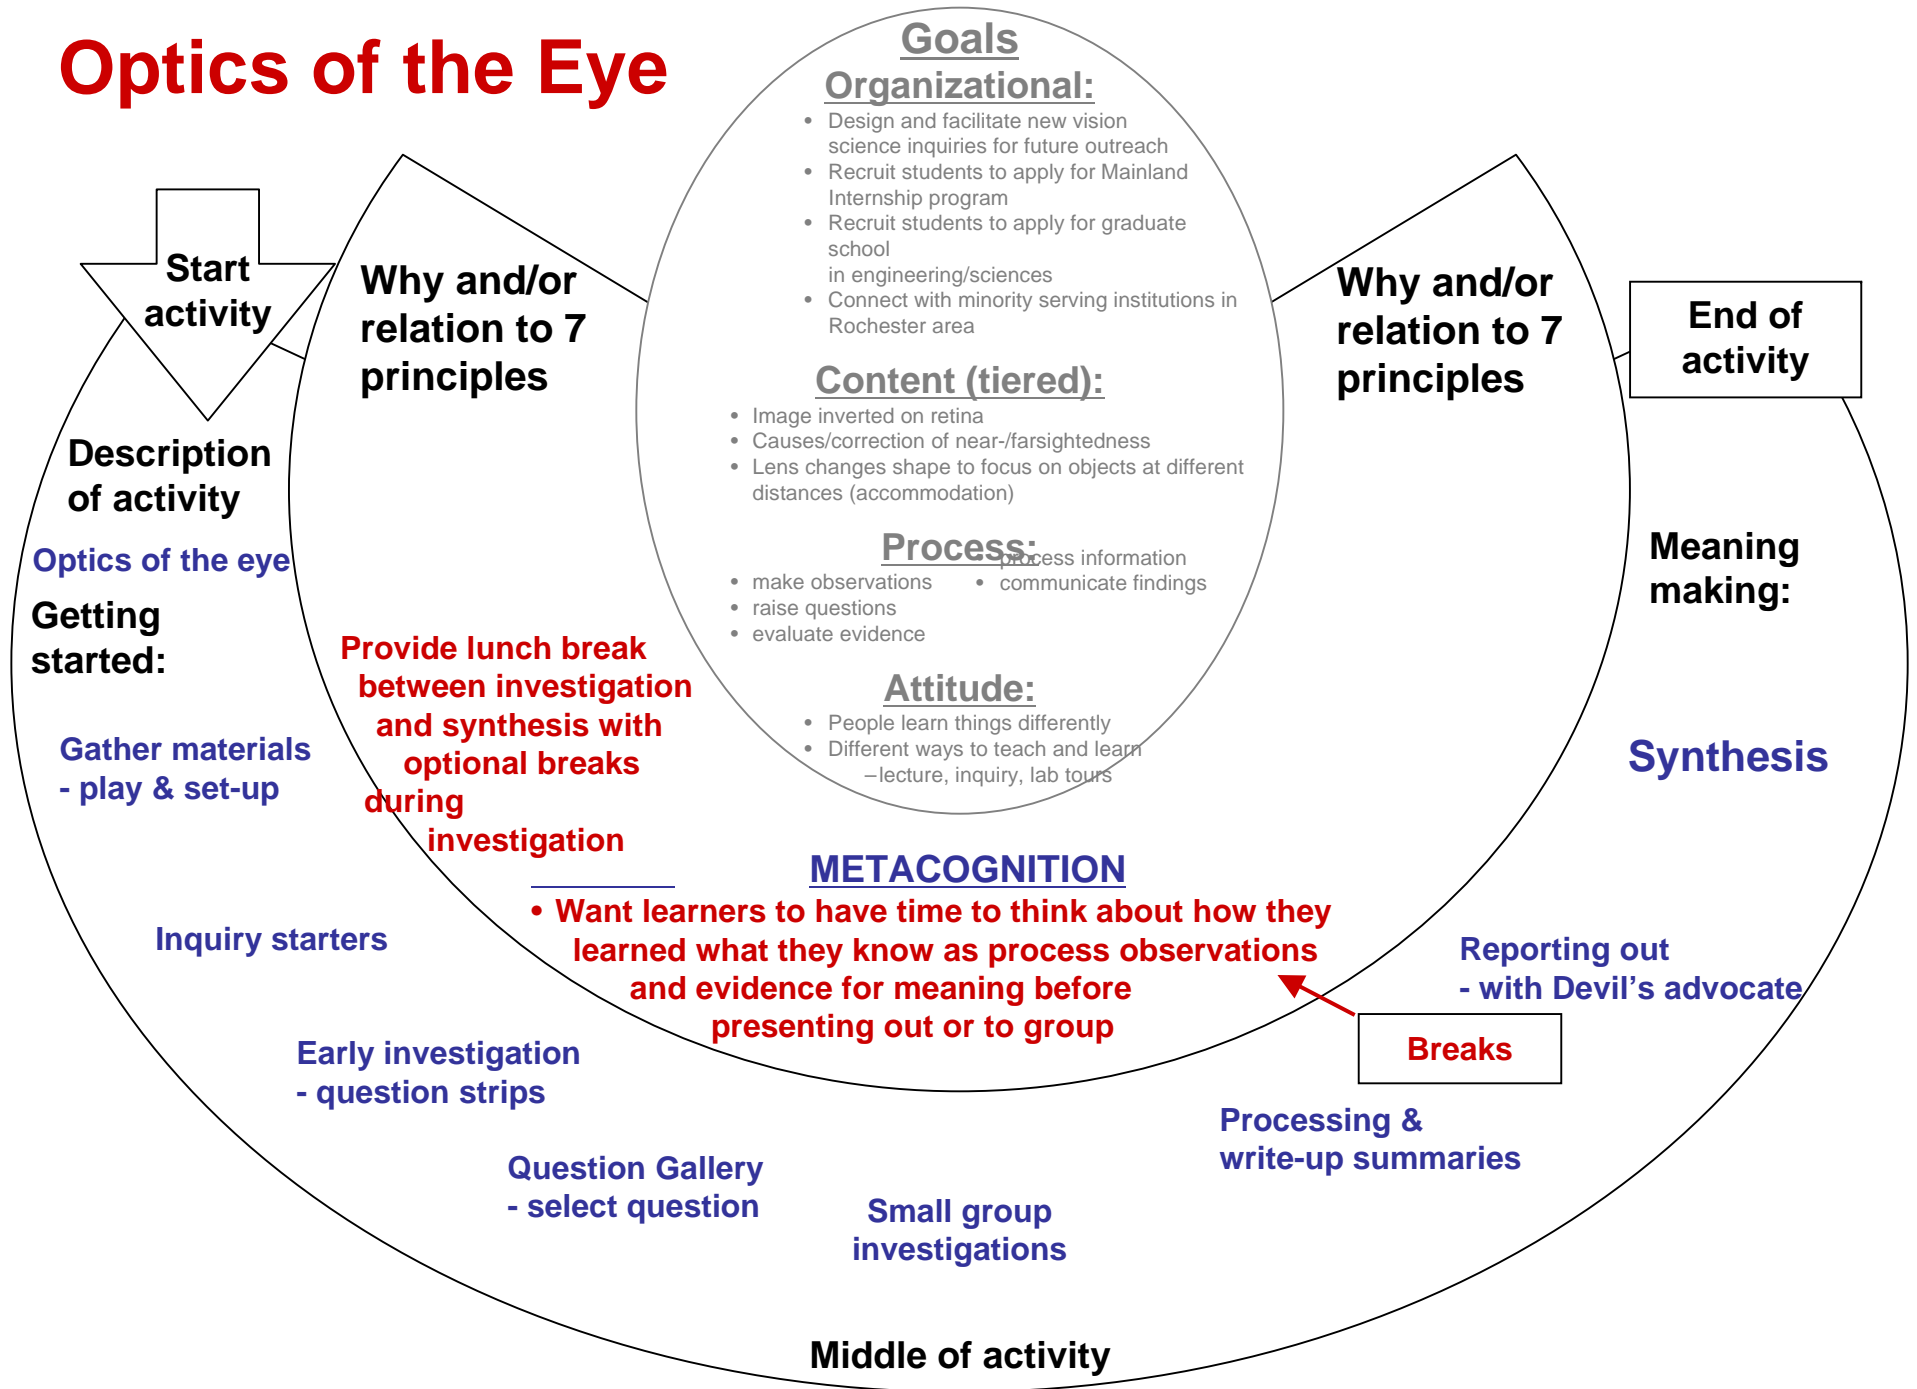 Optics of the Eye
Goals
Organizational:
• Design and facilitate new vision
science inquiries for future outreach
• Recruit students to apply for Mainland
Internship program
• Recruit students to apply for graduate
school
in engineering/sciences
• Connect with minority serving institutions in
Rochester area
Content (tiered):
• Image inverted on retina
• Causes/correction of near-/farsightedness
• Lens changes shape to focus on objects at different
distances (accommodation)
Process:
• make observations
• raise questions
• evaluate evidence
• process information
• communicate findings
Attitude:
• People learn things differently
• Different ways to teach and learn
–lecture, inquiry, lab tours
Start
activity
Why and/or
relation to 7
principles
Why and/or
relation to 7
principles
End of
activity
Description
of activity
Optics of the eye
Getting
started:
Gather materials
- play & set-up
Inquiry starters
Early investigation
- question strips
Question Gallery
- select question
Small group
investigations
Middle of activity
Processing &
write-up summaries
Breaks
Reporting out
- with Devil's advocate
Synthesis
Meaning
making:
Provide lunch break
between investigation
and synthesis with
optional breaks
during
investigation
METACOGNITION
• Want learners to have time to think about how they
learned what they know as process observations
and evidence for meaning before
presenting out or to group